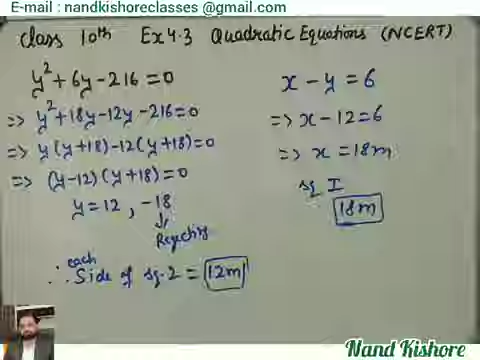 E-mail : nandkishoreclasses @gmail.com
Class 10th Ex 4.3 Quadratic Equations (NCERT)
y² + 6y - 216 = 0
=> y² + 18y - 12y - 216 = 0
=> y (y + 18) - 12 (y + 18) = 0
=> (y - 12) (y + 18) = 0
y = 12 , -18
Rejecting
∴ each Side of sq. 2 = 12m
x - y = 6
=> x - 12 = 6
=> x = 18m
sq I
18m
Nand Kishore